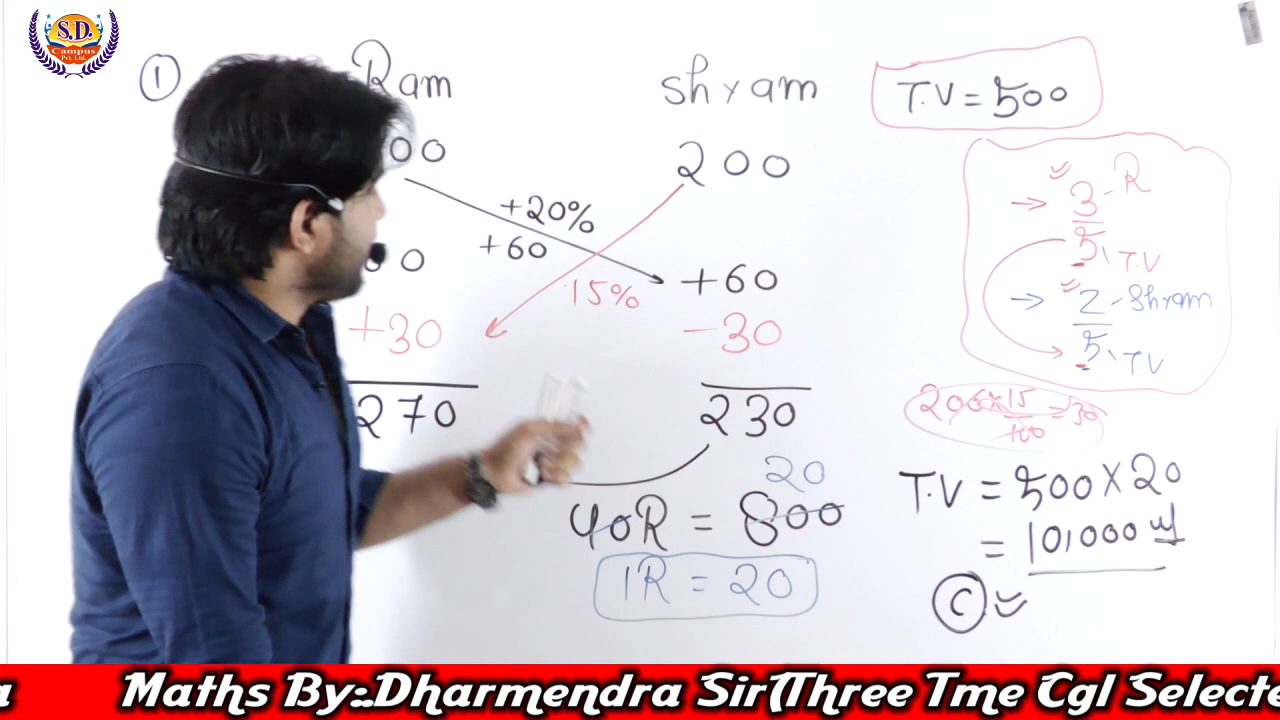 S.D.
Campus
Pvt. Ltd.
① Ram Shyam
00 200
+20%
+60
00 +60
15%
+30 -30
270 230
20
40R = 800
1R = 20
T.V = 500
→ 3 - R
5, T.V
→ 2 - Shyam
5, T.V
200 × 15 = 30
100
T.V = 500 × 20
= 10,000
Ⓒ
Maths By:-Dharmendra Sir(Three Tme Cgl Selecte